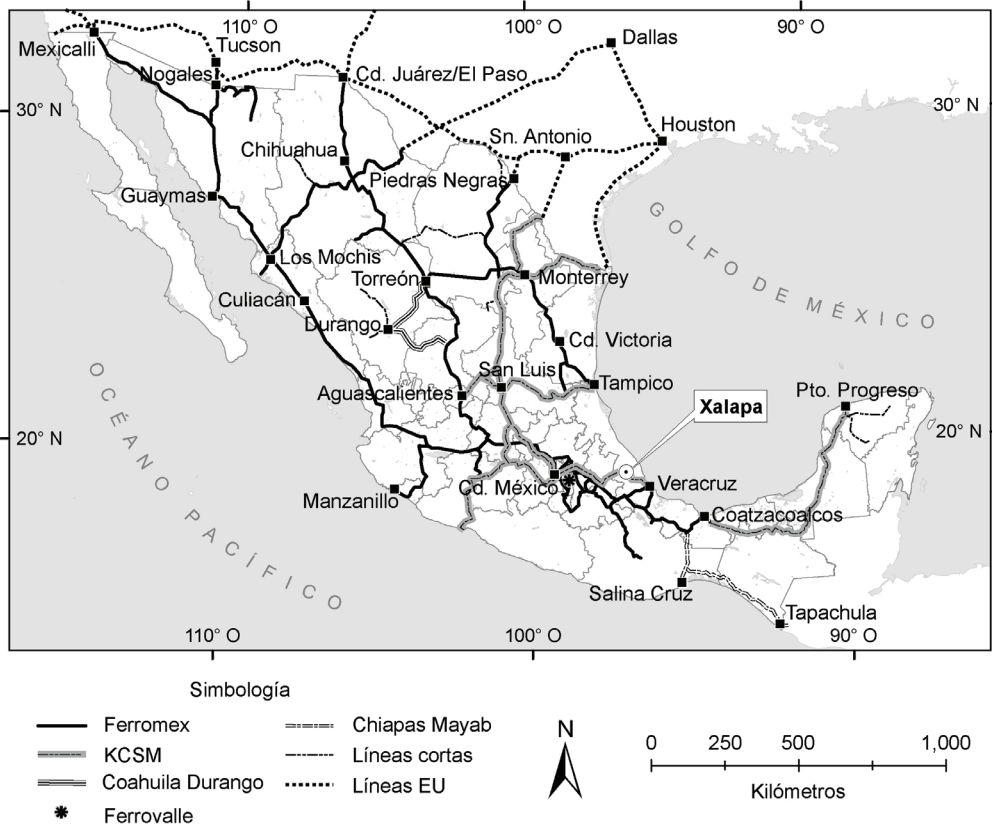 110° O
100° O
90° O
Mexicalli
Tucson
Nogales
Cd. Juárez/El Paso
Dallas
30° N
30° N
Houston
Sn. Antonio
Chihuahua
Piedras Negras
Guaymas
GOLFO DE MÉXICO
Los Mochis
Torreón
Monterrey
Culiacán
Durango
Cd. Victoria
San Luis
Tampico
Aguascalientes
Pto. Progreso
Xalapa
OCÉANO PACÍFICO
20° N
20° N
Cd. México
Veracruz
Manzanillo
Coatzacoalcos
Salina Cruz
Tapachula
110° O
100° O
90° O
Simbología
Ferromex
KCSM
Coahuila Durango
Ferrovalle
Chiapas Mayab
Líneas cortas
Líneas EU
N
0 250 500 1,000
Kilómetros